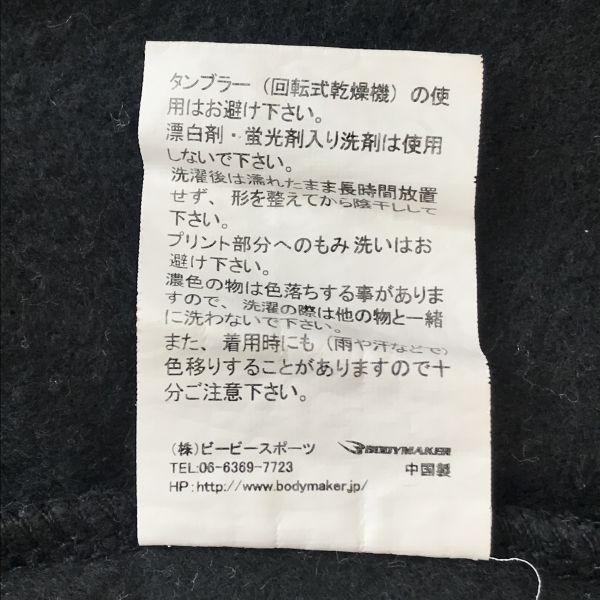 タンブラー（回転式乾燥機）の使
用はお避け下さい。
漂白剤・蛍光剤入り洗剤は使用
しないで下さい。
洗濯後は濡れたまま長時間放置
せず、形を整えてから陰干しして
下さい。
プリント部分へのもみ洗いはお
避け下さい。
濃色の物は色落ちする事がありま
すので、洗濯の際は他の物と一緒
に洗わないで下さい。
また、着用時にも（雨や汗などで）
色移りすることがありますので十
分ご注意下さい。
（株）ビービースポーツ
BODYMAKER
TEL:06-6369-7723
中国製
HP:http://www.bodymaker.jp/